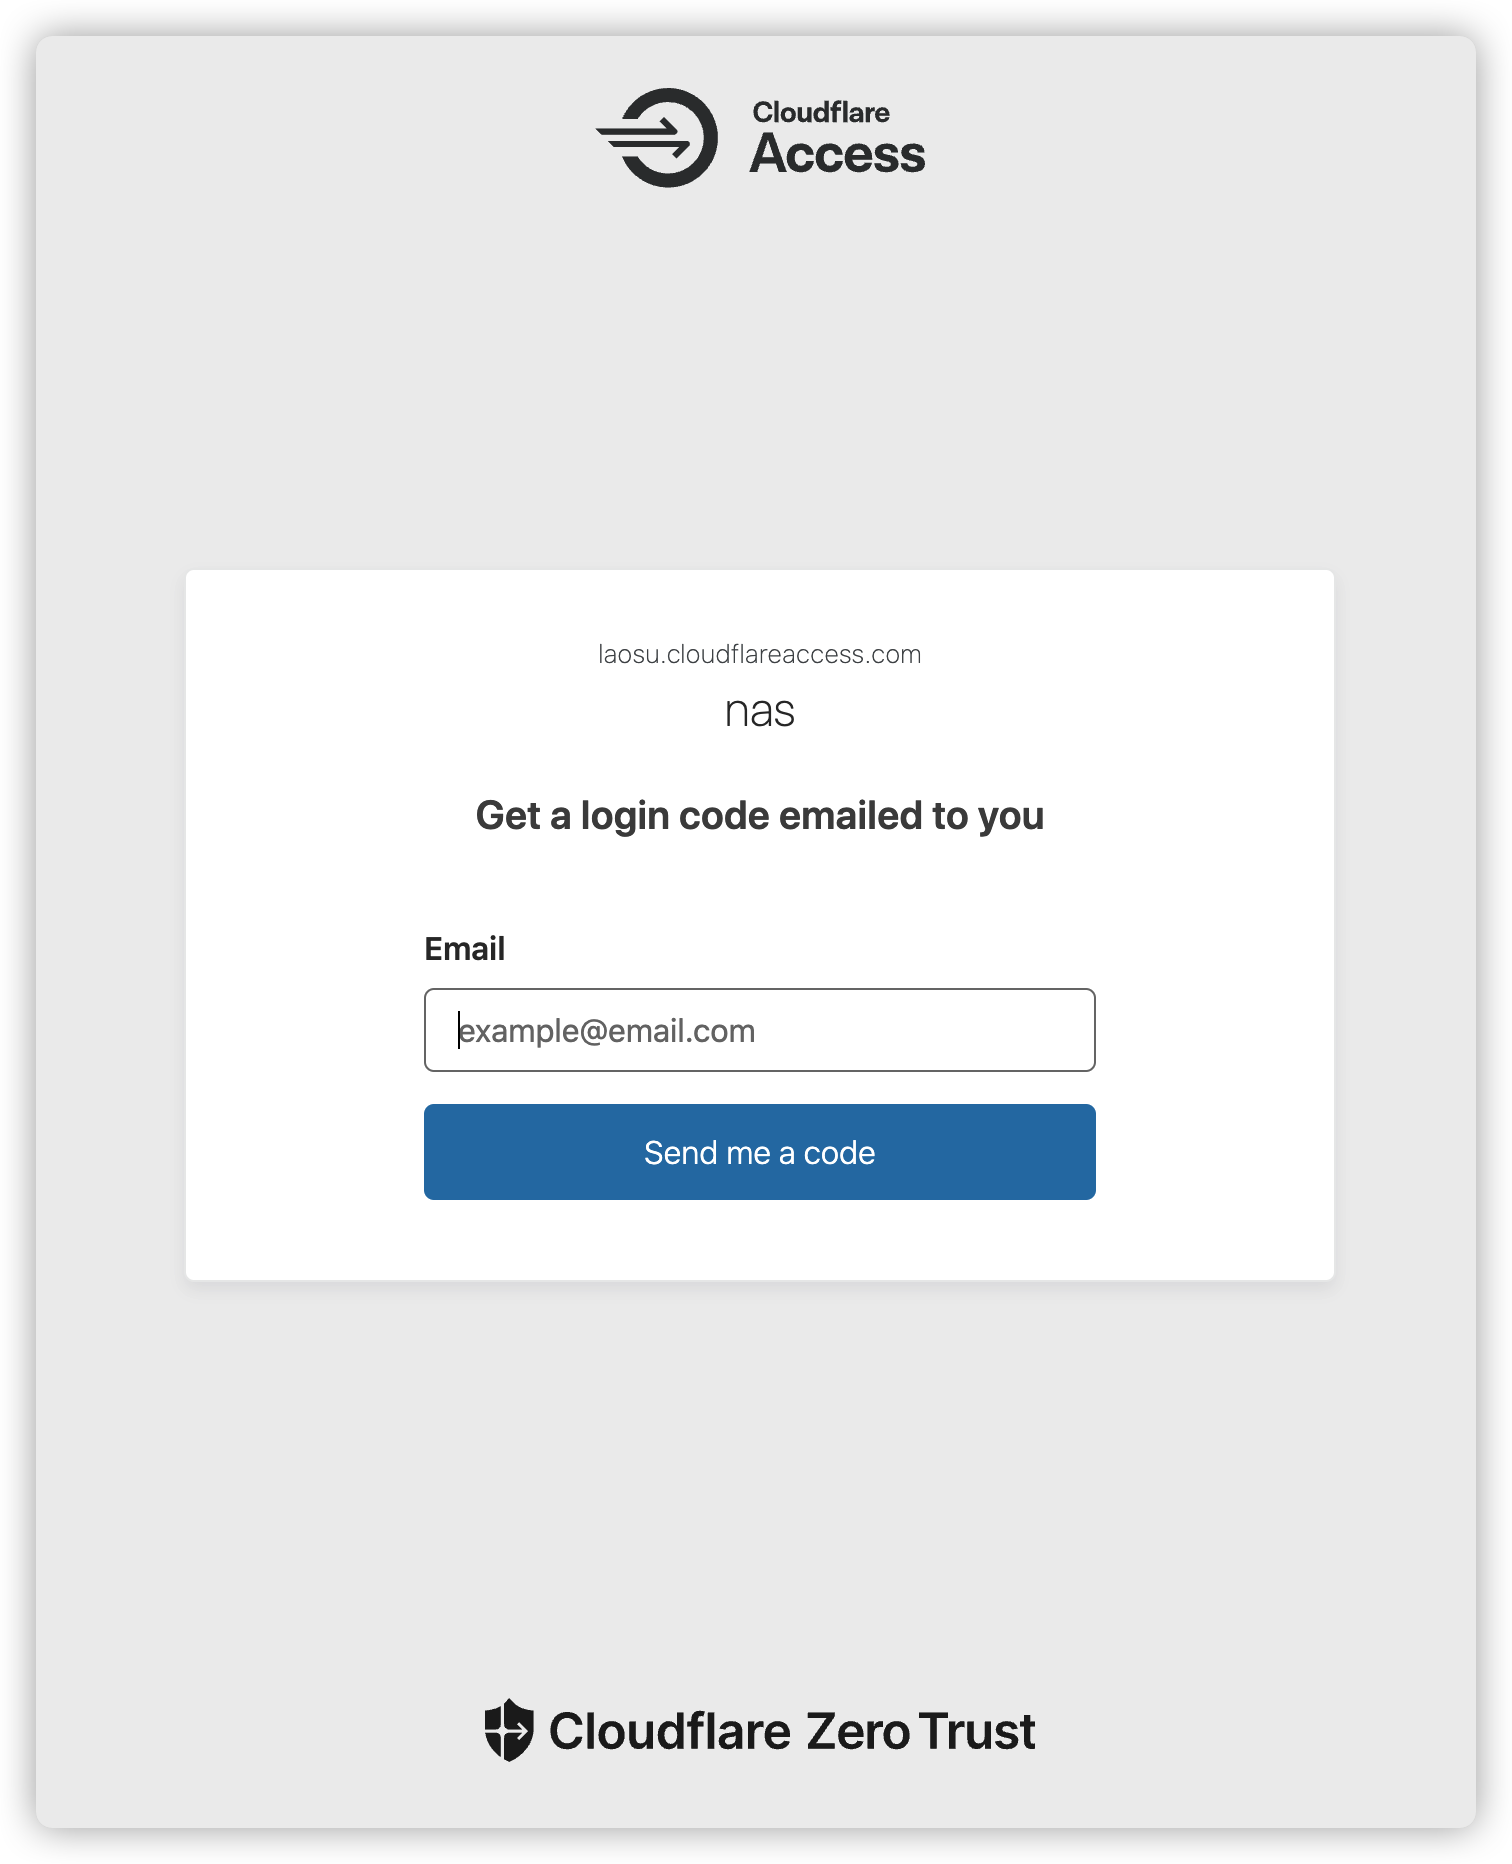 Cloudflare
Access
laosu.cloudflareaccess.com
nas
Get a login code emailed to you
Email
example@email.com
Send me a code
Cloudflare Zero Trust